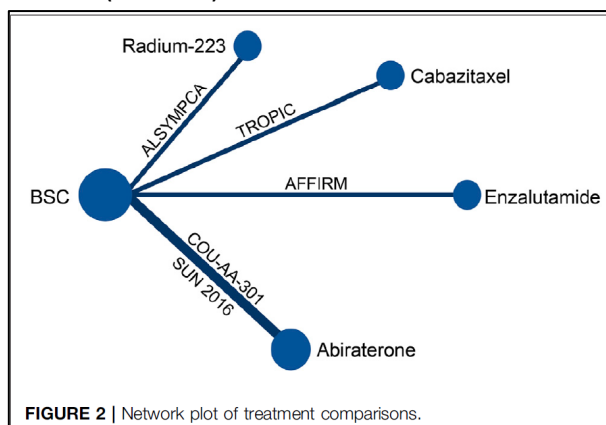 Radium-223
Cabazitaxel
ALSYMPCA
TROPIC
BSC
AFFIRM
Enzalutamide
COU-AA-301
SUN 2016
Abiraterone
FIGURE 2 | Network plot of treatment comparisons.